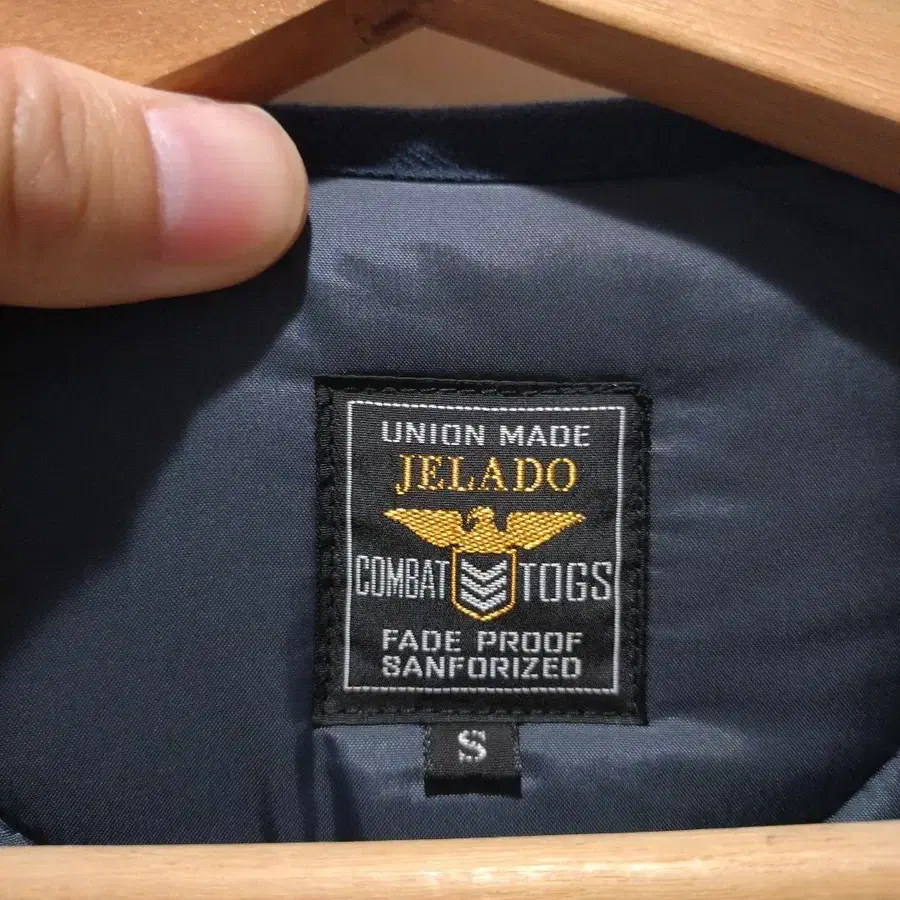 UNION MADE
JELADO
COMBAT TOGS
FADE PROOF
SANFORIZED
S